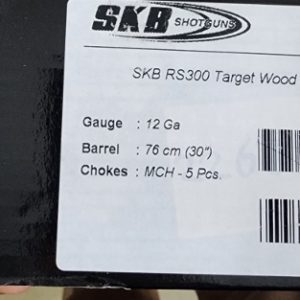 SKB SHOTGUNS
SKB RS300 Target Wood
Gauge : 12 Ga
Barrel : 76 cm (30")
Chokes : MCH - 5 Pcs.